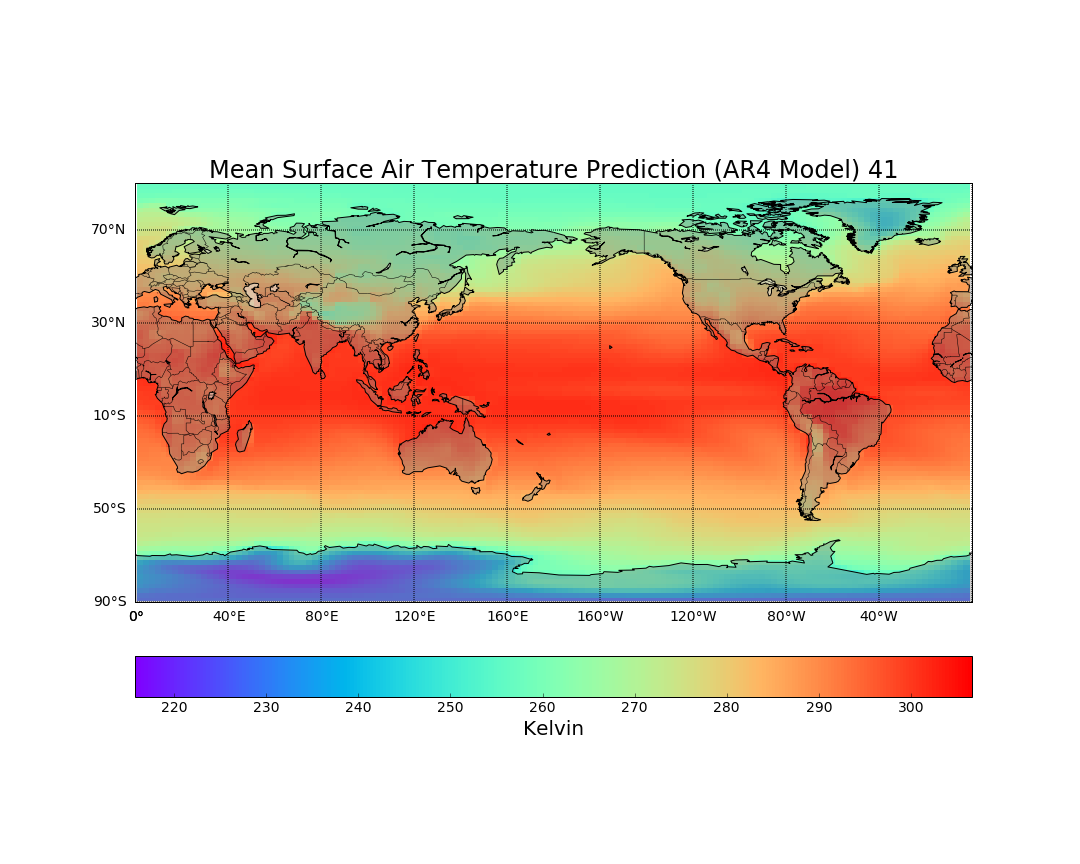 Mean Surface Air Temperature Prediction (AR4 Model) 41
70°N
30°N
10°S
50°S
90°S
0° 40°E 80°E 120°E 160°E 160°W 120°W 80°W 40°W
220 230 240 250 260 270 280 290 300
Kelvin